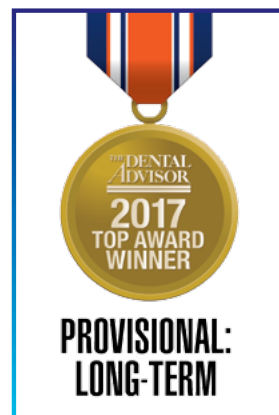 THE DENTAL
ADVISOR
2017
TOP AWARD
WINNER
PROVISIONAL:
LONG-TERM